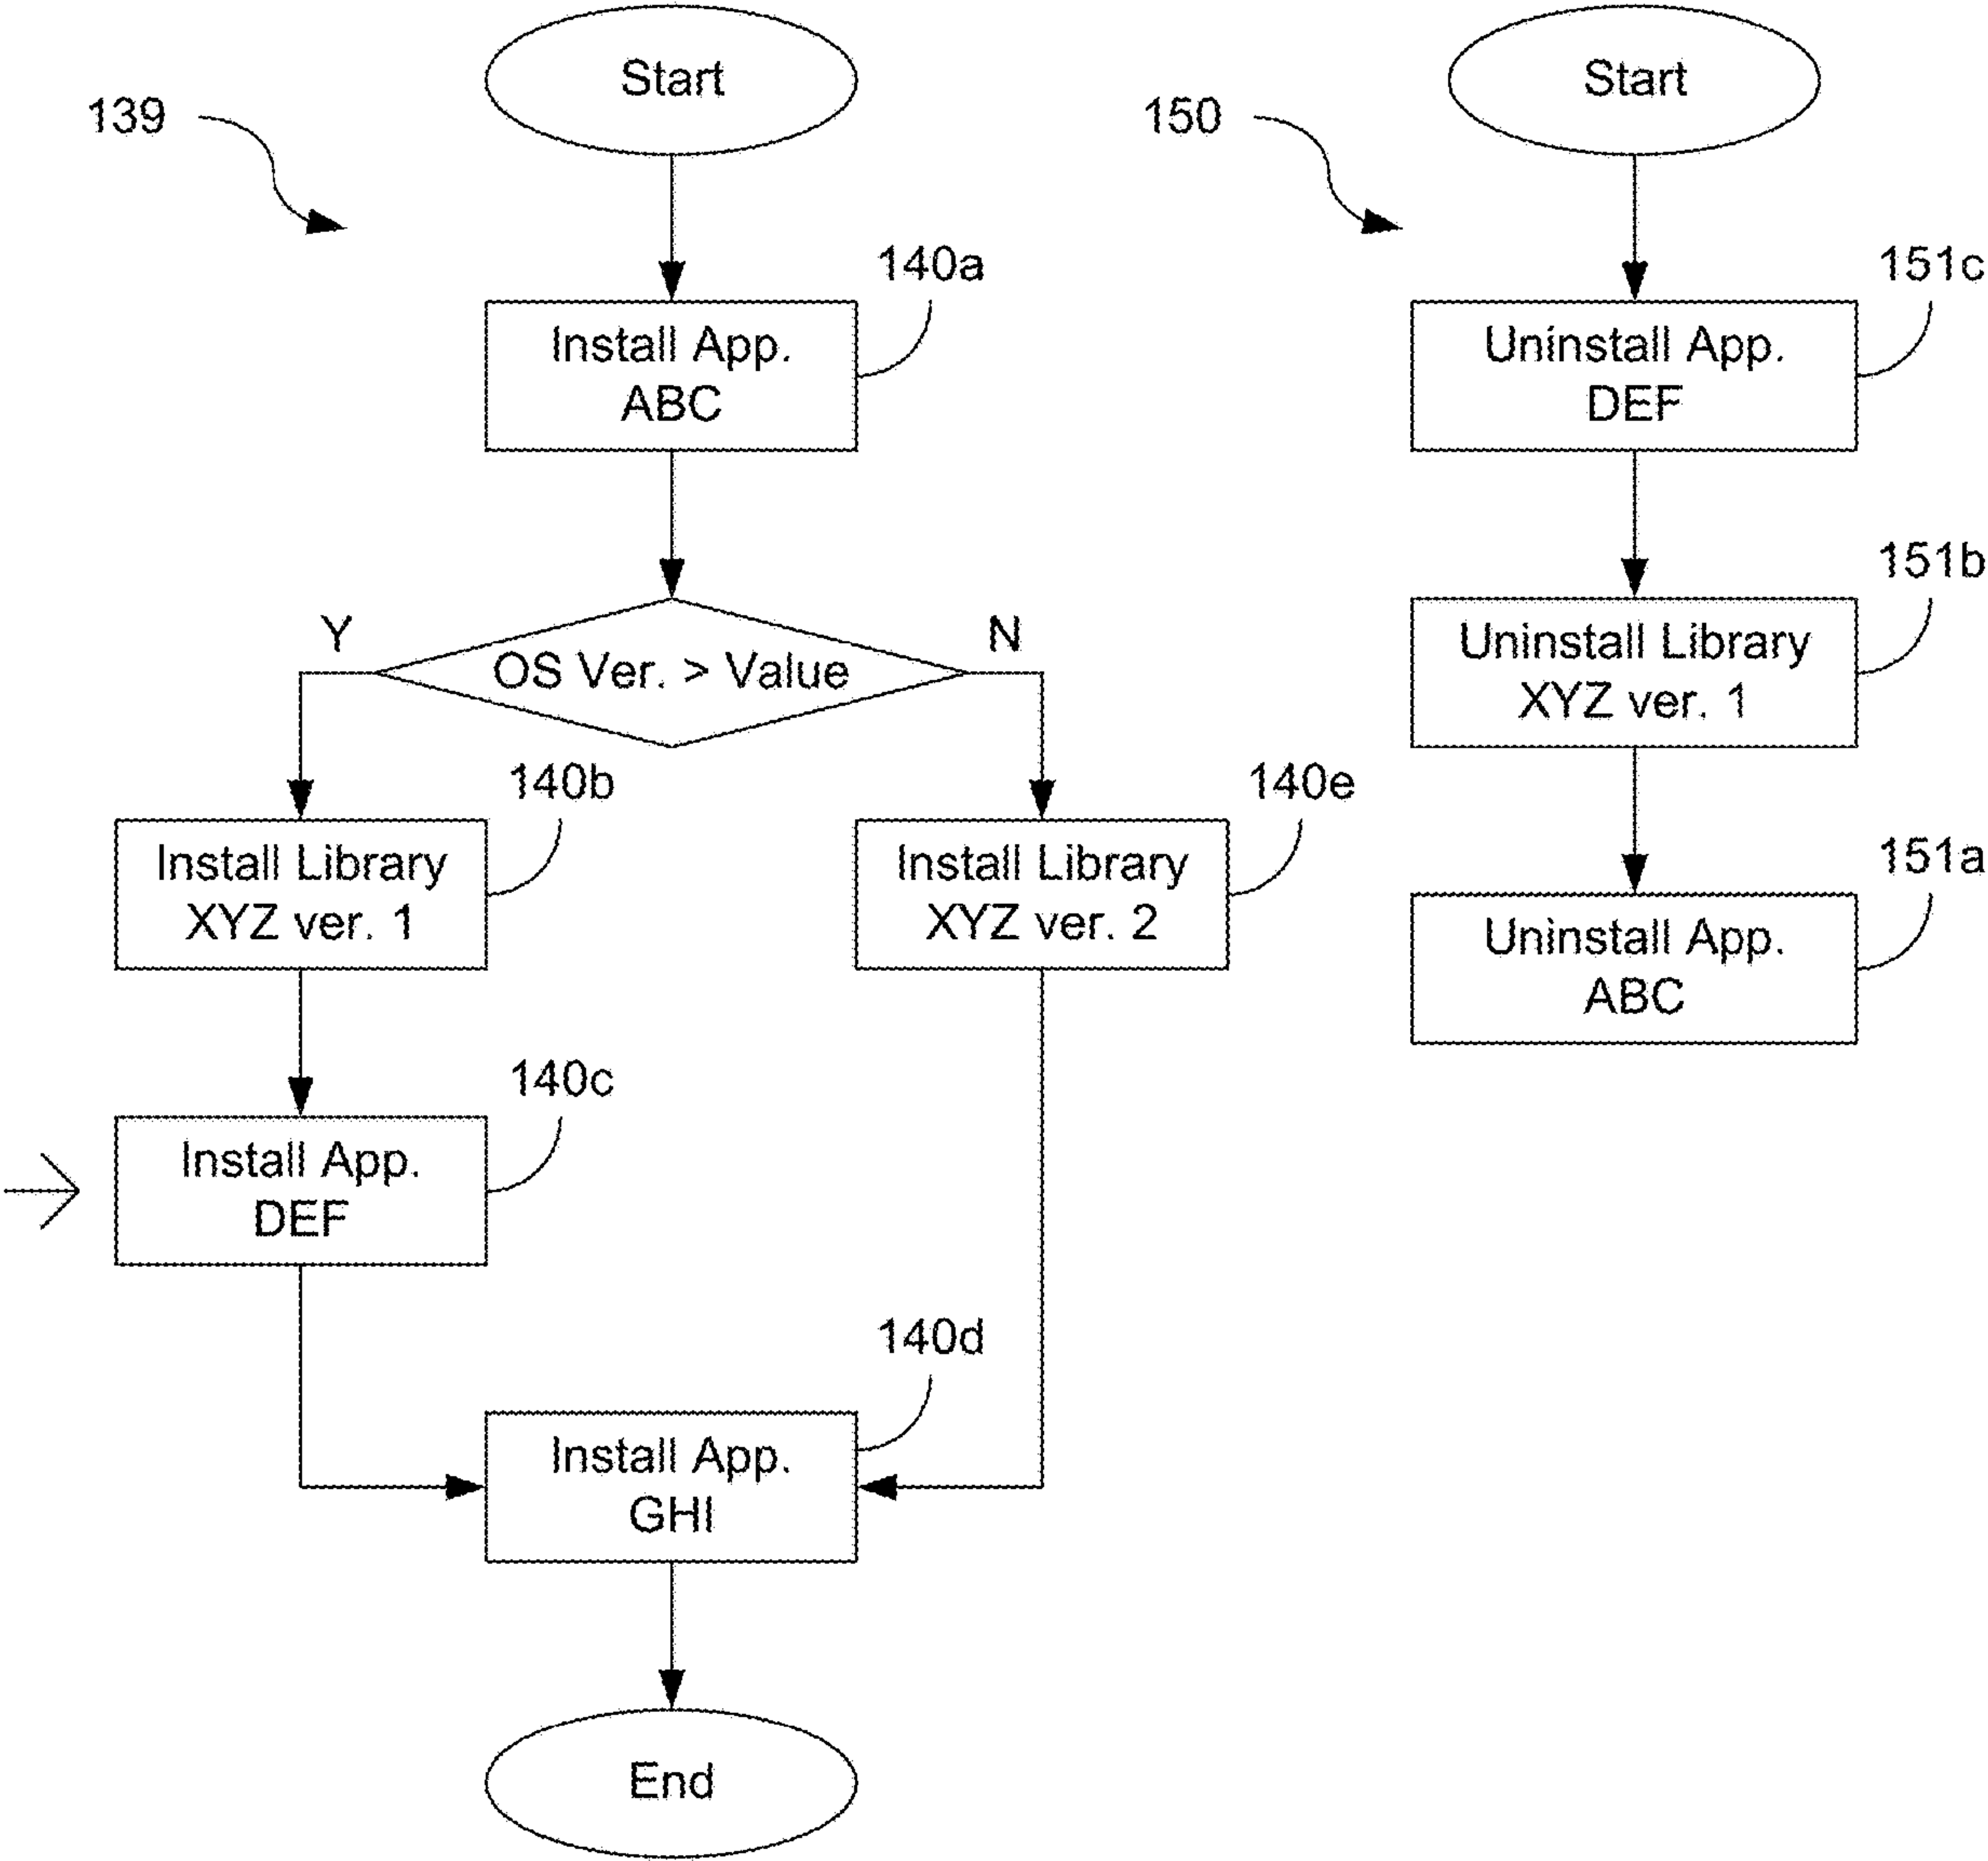 139
Start
140a
Install App.
ABC
OS Ver. > Value
Y
N
140b
Install Library
XYZ ver. 1
140e
Install Library
XYZ ver. 2
140c
Install App.
DEF
140d
Install App.
GHI
End
150
Start
151c
Uninstall App.
DEF
151b
Uninstall Library
XYZ ver. 1
151a
Uninstall App.
ABC